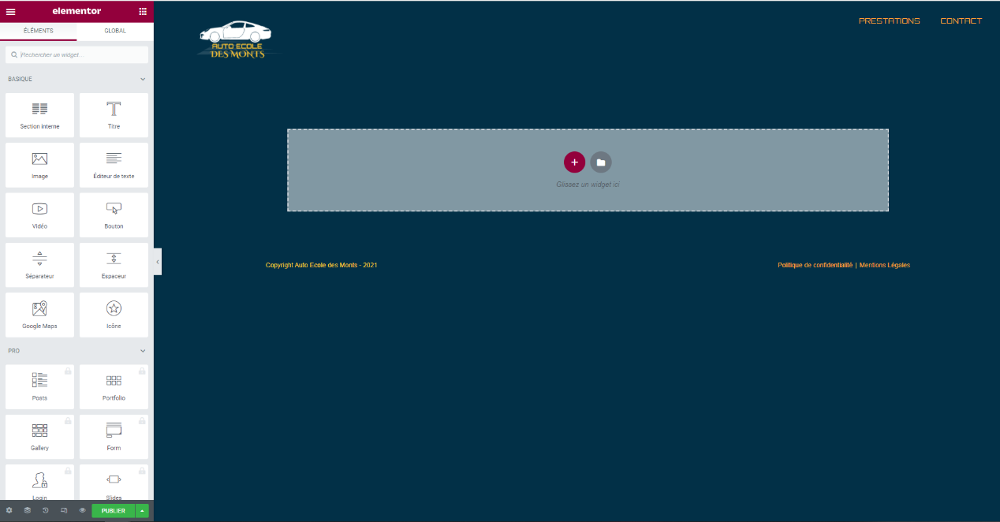 elementor
ÉLÉMENTS
GLOBAL
Rechercher un widget...
BASIQUE
Section interne
Titre
Image
Éditeur de texte
Vidéo
Bouton
Séparateur
Espaceur
Google Maps
Icône
PRO
Posts
Portfolio
Gallery
Form
Login
Slides
PUBLIER
AUTO ECOLE
DES MONTS
PRESTATIONS
CONTACT
Glissez un widget ici
Copyright Auto Ecole des Monts - 2021
Politique de confidentialité | Mentions Légales